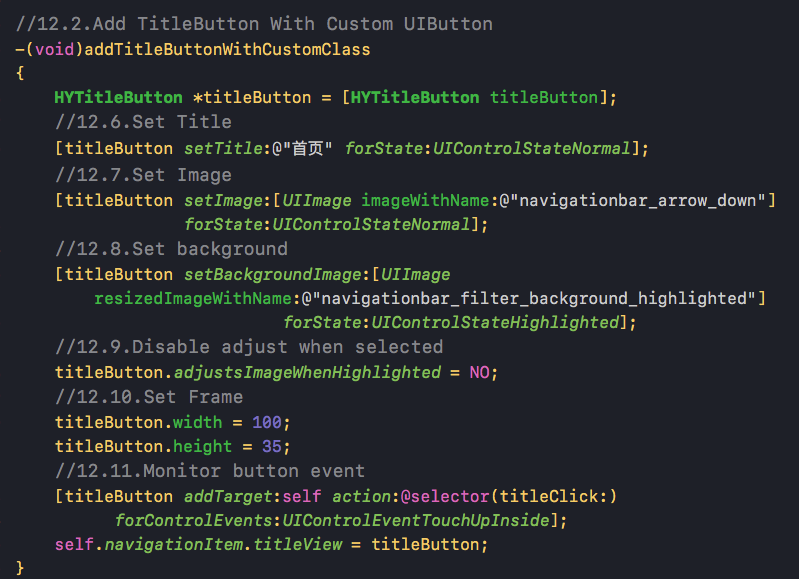 //12.2.Add TitleButton With Custom UIButton
-(void)addTitleButtonWithCustomClass
{
    HYTitleButton *titleButton = [HYTitleButton titleButton];
    //12.6.Set Title
    [titleButton setTitle:@"首页" forState:UIControlStateNormal];
    //12.7.Set Image
    [titleButton setImage:[UIImage imageWithName:@"navigationbar_arrow_down"]
                 forState:UIControlStateNormal];
    //12.8.Set background
    [titleButton setBackgroundImage:[UIImage
        resizedImageWithName:@"navigationbar_filter_background_highlighted"]
                           forState:UIControlStateHighlighted];
    //12.9.Disable adjust when selected
    titleButton.adjustsImageWhenHighlighted = NO;
    //12.10.Set Frame
    titleButton.width = 100;
    titleButton.height = 35;
    //12.11.Monitor button event
    [titleButton addTarget:self action:@selector(titleClick:)
          forControlEvents:UIControlEventTouchUpInside];
    self.navigationItem.titleView = titleButton;
}